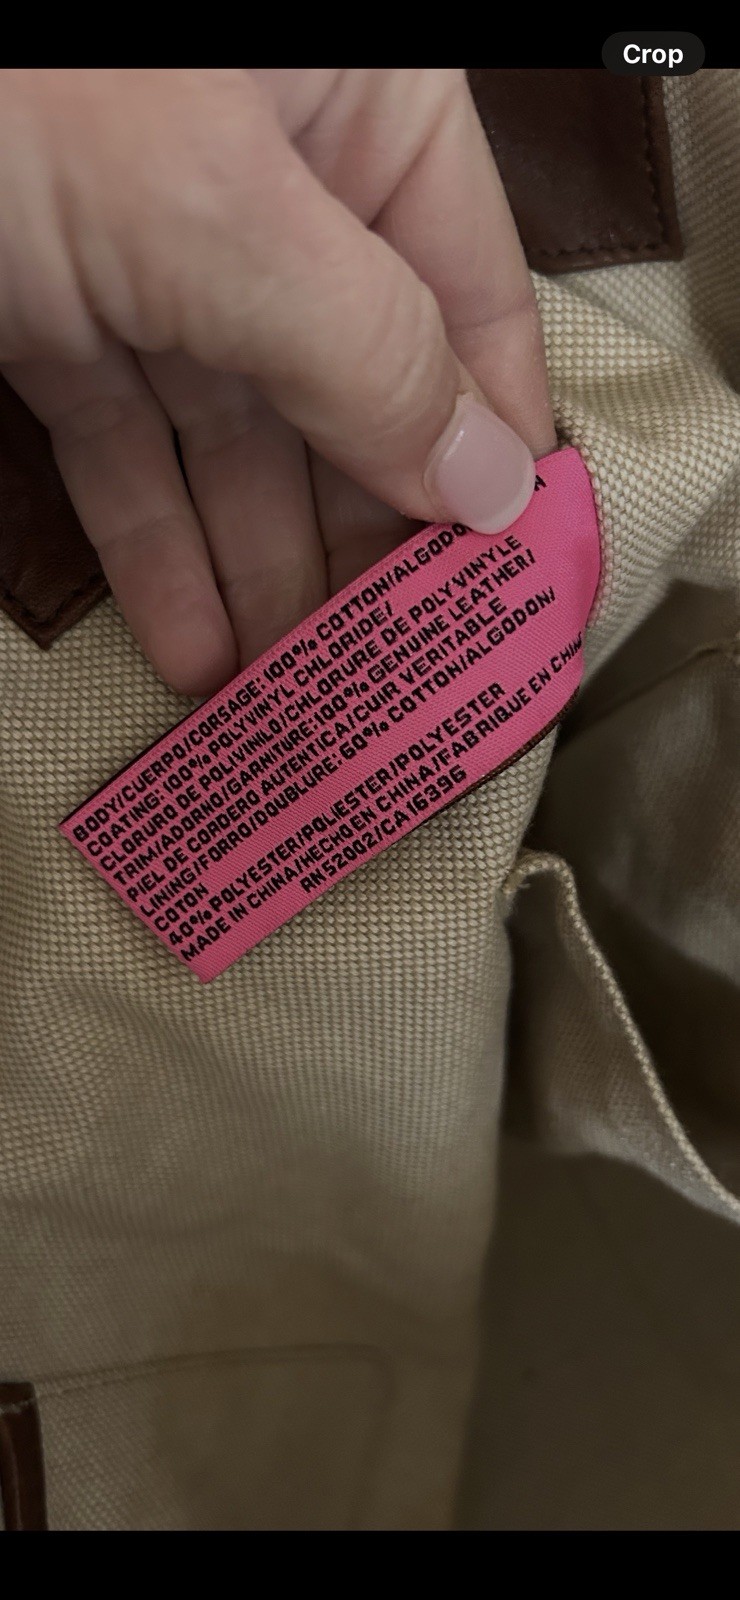 Crop
BODY/CUERPO/CORSAGE: 100% COTTON/ALGODON
COATING: 100% POLYVINYL CHLORIDE/
CLORURO DE POLIVINILO/CHLORURE DE POLYVINYLE
TRIM/ADORNO/GARNITURE: 100% GENUINE LEATHER/
PIEL DE CORDERO AUTENTICA/CUIR VERITABLE
LINING/FORRO/DOUBLURE: 60% COTTON/ALGODON/
COTON
40% POLYESTER/POLIESTER/POLYESTER
MADE IN CHINA/HECHO EN CHINA/FABRIQUE EN
RN52002/CA16396